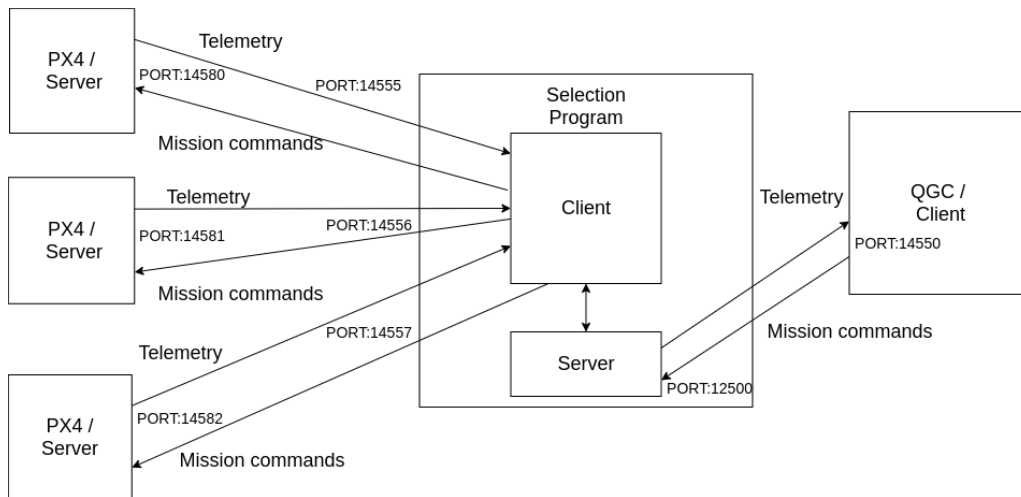 PX4 /
Server
PORT:14580
Telemetry
PORT:14555
Mission commands
PX4 /
Server
PORT:14581
Telemetry
PORT:14556
Mission commands
PX4 /
Server
PORT:14582
Telemetry
PORT:14557
Mission commands
Selection
Program
Client
Server
PORT:12500
Telemetry
Mission commands
QGC /
Client
PORT:14550